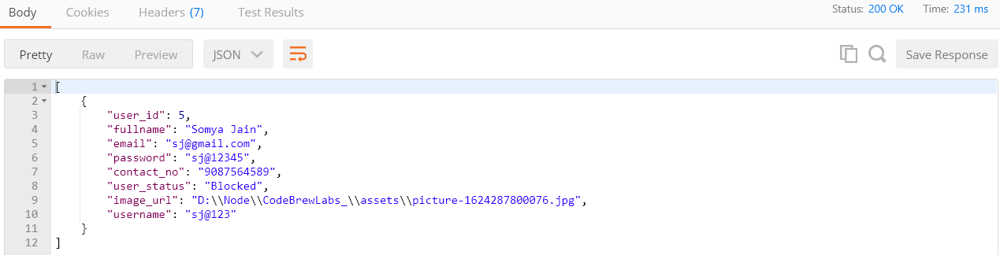 Body Cookies Headers (7) Test Results Status: 200 OK Time: 231 ms
Pretty Raw Preview JSON Save Response
1 [
2 {
3 "user_id": 5,
4 "fullname": "Somya Jain",
5 "email": "sj@gmail.com",
6 "password": "sj@12345",
7 "contact_no": "9087564589",
8 "user_status": "Blocked",
9 "image_url": "D:\\Node\\CodeBrewLabs_\\assets\\picture-1624287800076.jpg",
10 "username": "sj@123"
11 }
12 ]